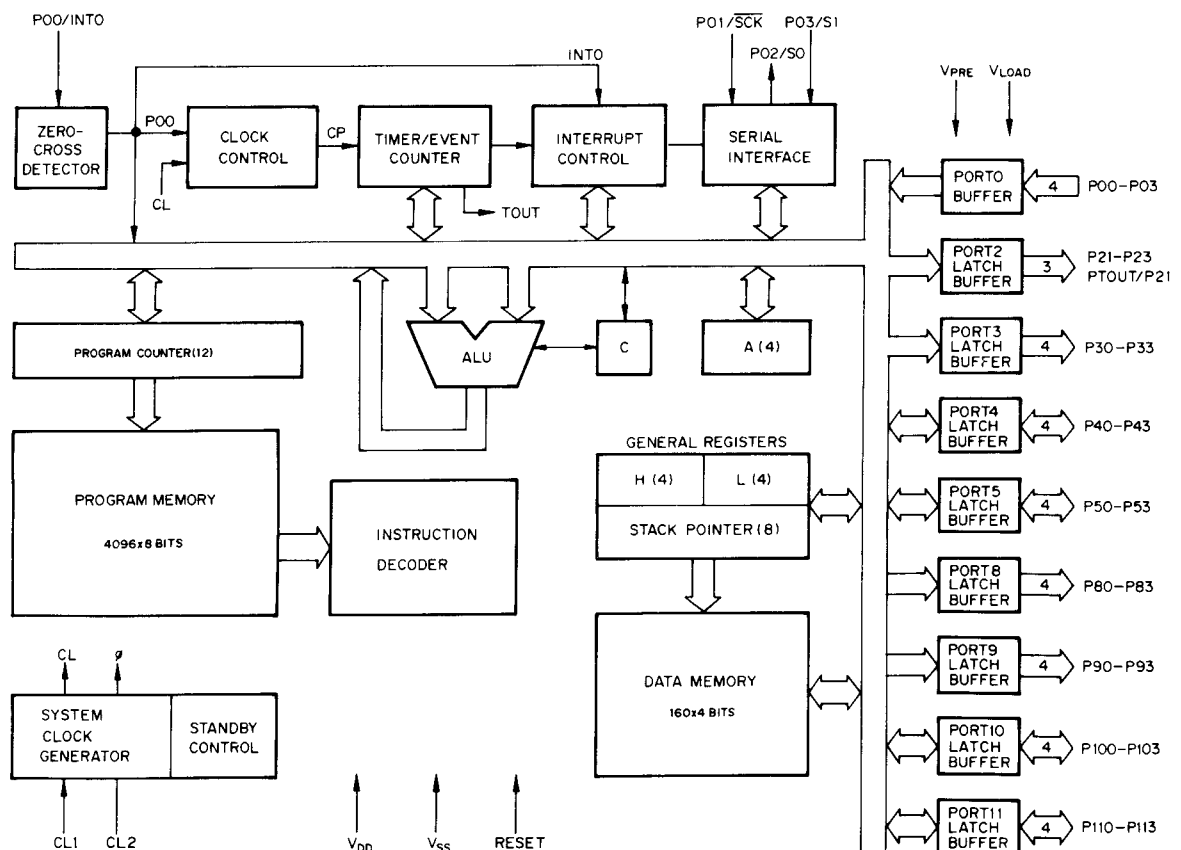 P00/INT0
P01/SCK
P03/S1
P02/SO
INTO
VPRE
VLOAD
ZERO-
CROSS
DETECTOR
P00
CL
CLOCK
CONTROL
CP
TIMER/EVENT
COUNTER
TOUT
INTERRUPT
CONTROL
SERIAL
INTERFACE
PORT0
BUFFER
4
P00-P03
PORT2
LATCH
BUFFER
3
P21-P23
PTOUT/P21
PROGRAM COUNTER(12)
ALU
C
A (4)
PORT3
LATCH
BUFFER
4
P30-P33
PORT4
LATCH
BUFFER
4
P40-P43
PROGRAM MEMORY
4096x8 BITS
INSTRUCTION
DECODER
GENERAL REGISTERS
H (4)
L (4)
STACK POINTER (8)
PORT5
LATCH
BUFFER
4
P50-P53
PORT8
LATCH
BUFFER
4
P80-P83
DATA MEMORY
160x4 BITS
PORT9
LATCH
BUFFER
4
P90-P93
CL
ø
SYSTEM
CLOCK
GENERATOR
STANDBY
CONTROL
PORT10
LATCH
BUFFER
4
P100-P103
CL1
CL2
VDD
VSS
RESET
PORT11
LATCH
BUFFER
4
P110-P113